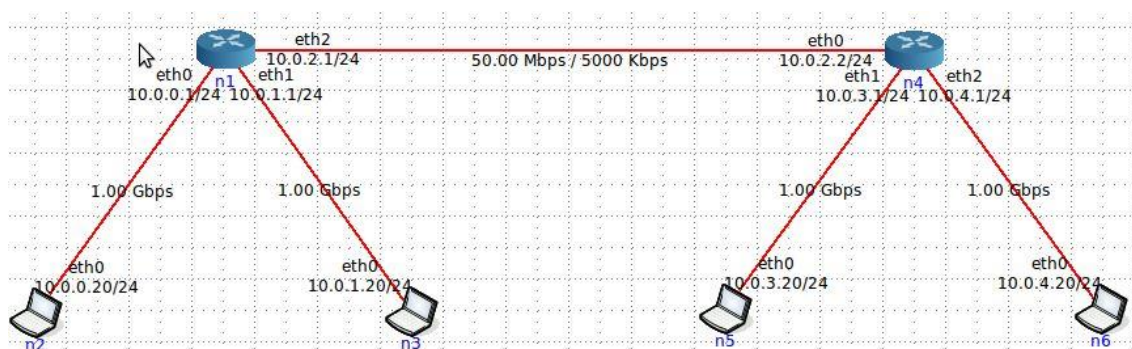 eth2
eth0
10.0.2.1/24
50.00 Mbps / 5000 Kbps
10.0.2.2/24
eth0
n1
eth1
eth1
n4
eth2
10.0.0.1/24
10.0.1.1/24
10.0.3.1/24
10.0.4.1/24
1.00 Gbps
1.00 Gbps
1.00 Gbps
1.00 Gbps
eth0
eth0
eth0
eth0
10.0.0.20/24
10.0.1.20/24
10.0.3.20/24
10.0.4.20/24
n2
n3
n5
n6